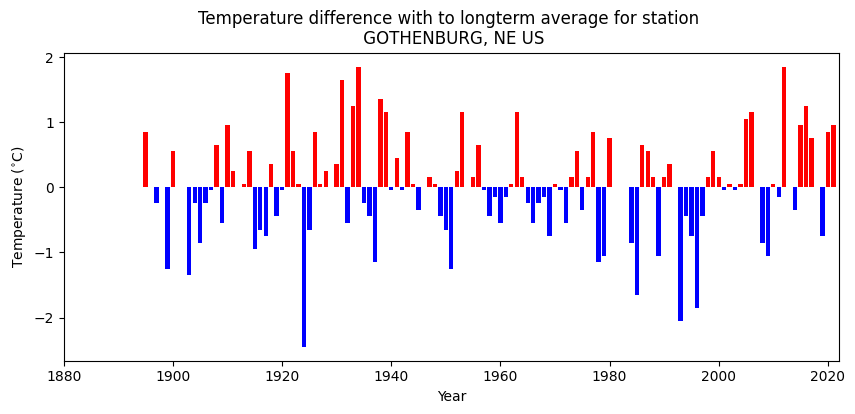 Temperature difference with to longterm average for station
GOTHENBURG, NE US
Temperature (°C)
2
1
0
−1
−2
1880 1900 1920 1940 1960 1980 2000 2020
Year